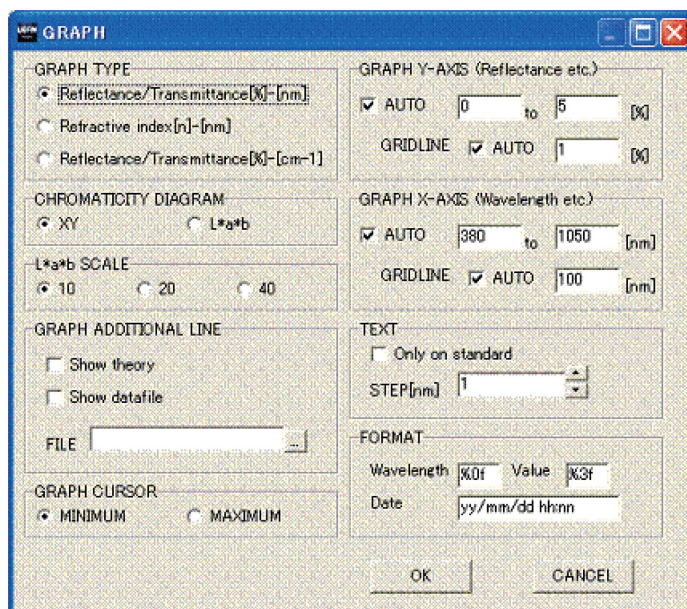 GRAPH
GRAPH TYPE
Reflectance/Transmittance[%]-[nm]
Refractive index[n]-[nm]
Reflectance/Transmittance[%]-[cm-1]
CHROMATICITY DIAGRAM
XY L*a*b
L*a*b SCALE
10 20 40
GRAPH ADDITIONAL LINE
Show theory
Show datafile
FILE ...
GRAPH CURSOR
MINIMUM MAXIMUM
GRAPH Y-AXIS (Reflectance etc.)
AUTO 0 to 5 [%]
GRIDLINE AUTO 1 [%]
GRAPH X-AXIS (Wavelength etc.)
AUTO 380 to 1050 [nm]
GRIDLINE AUTO 100 [nm]
TEXT
Only on standard
STEP[nm] 1
FORMAT
Wavelength %0f Value %3f
Date yy/mm/dd hh:nn
OK CANCEL